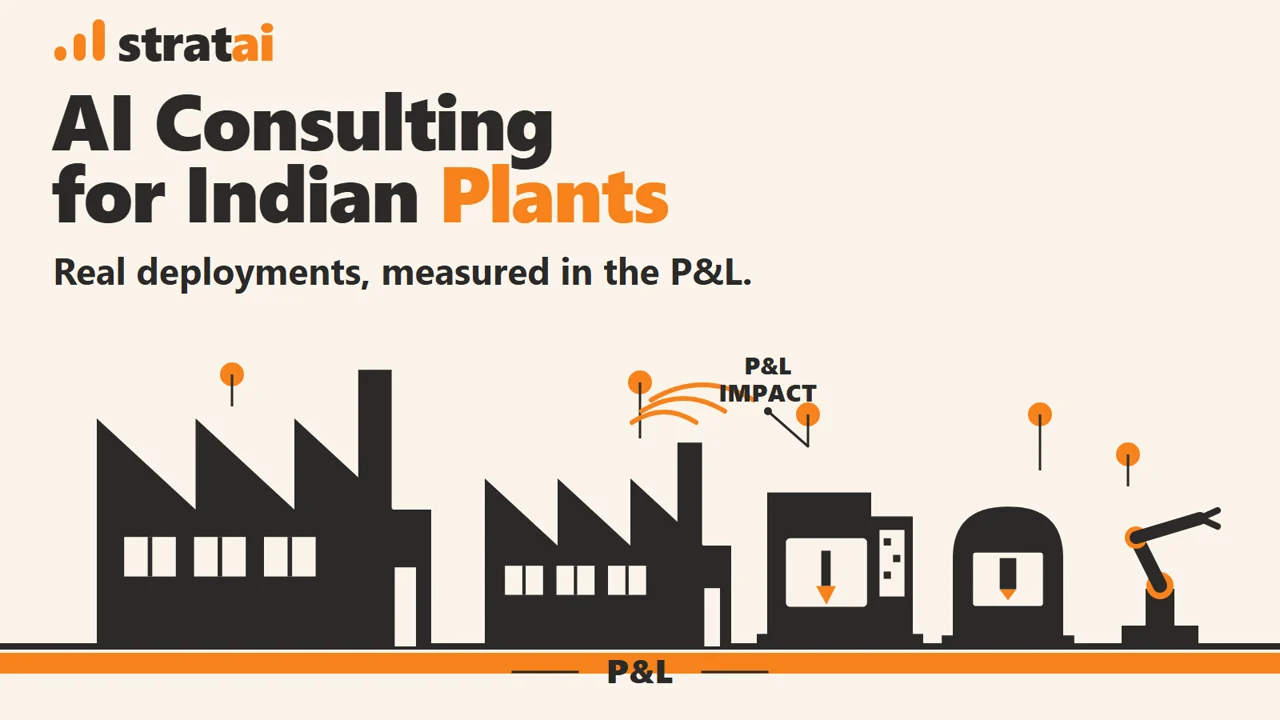 stratai
AI Consulting
for Indian Plants
Real deployments, measured in the P&L.
P&L
IMPACT
P&L